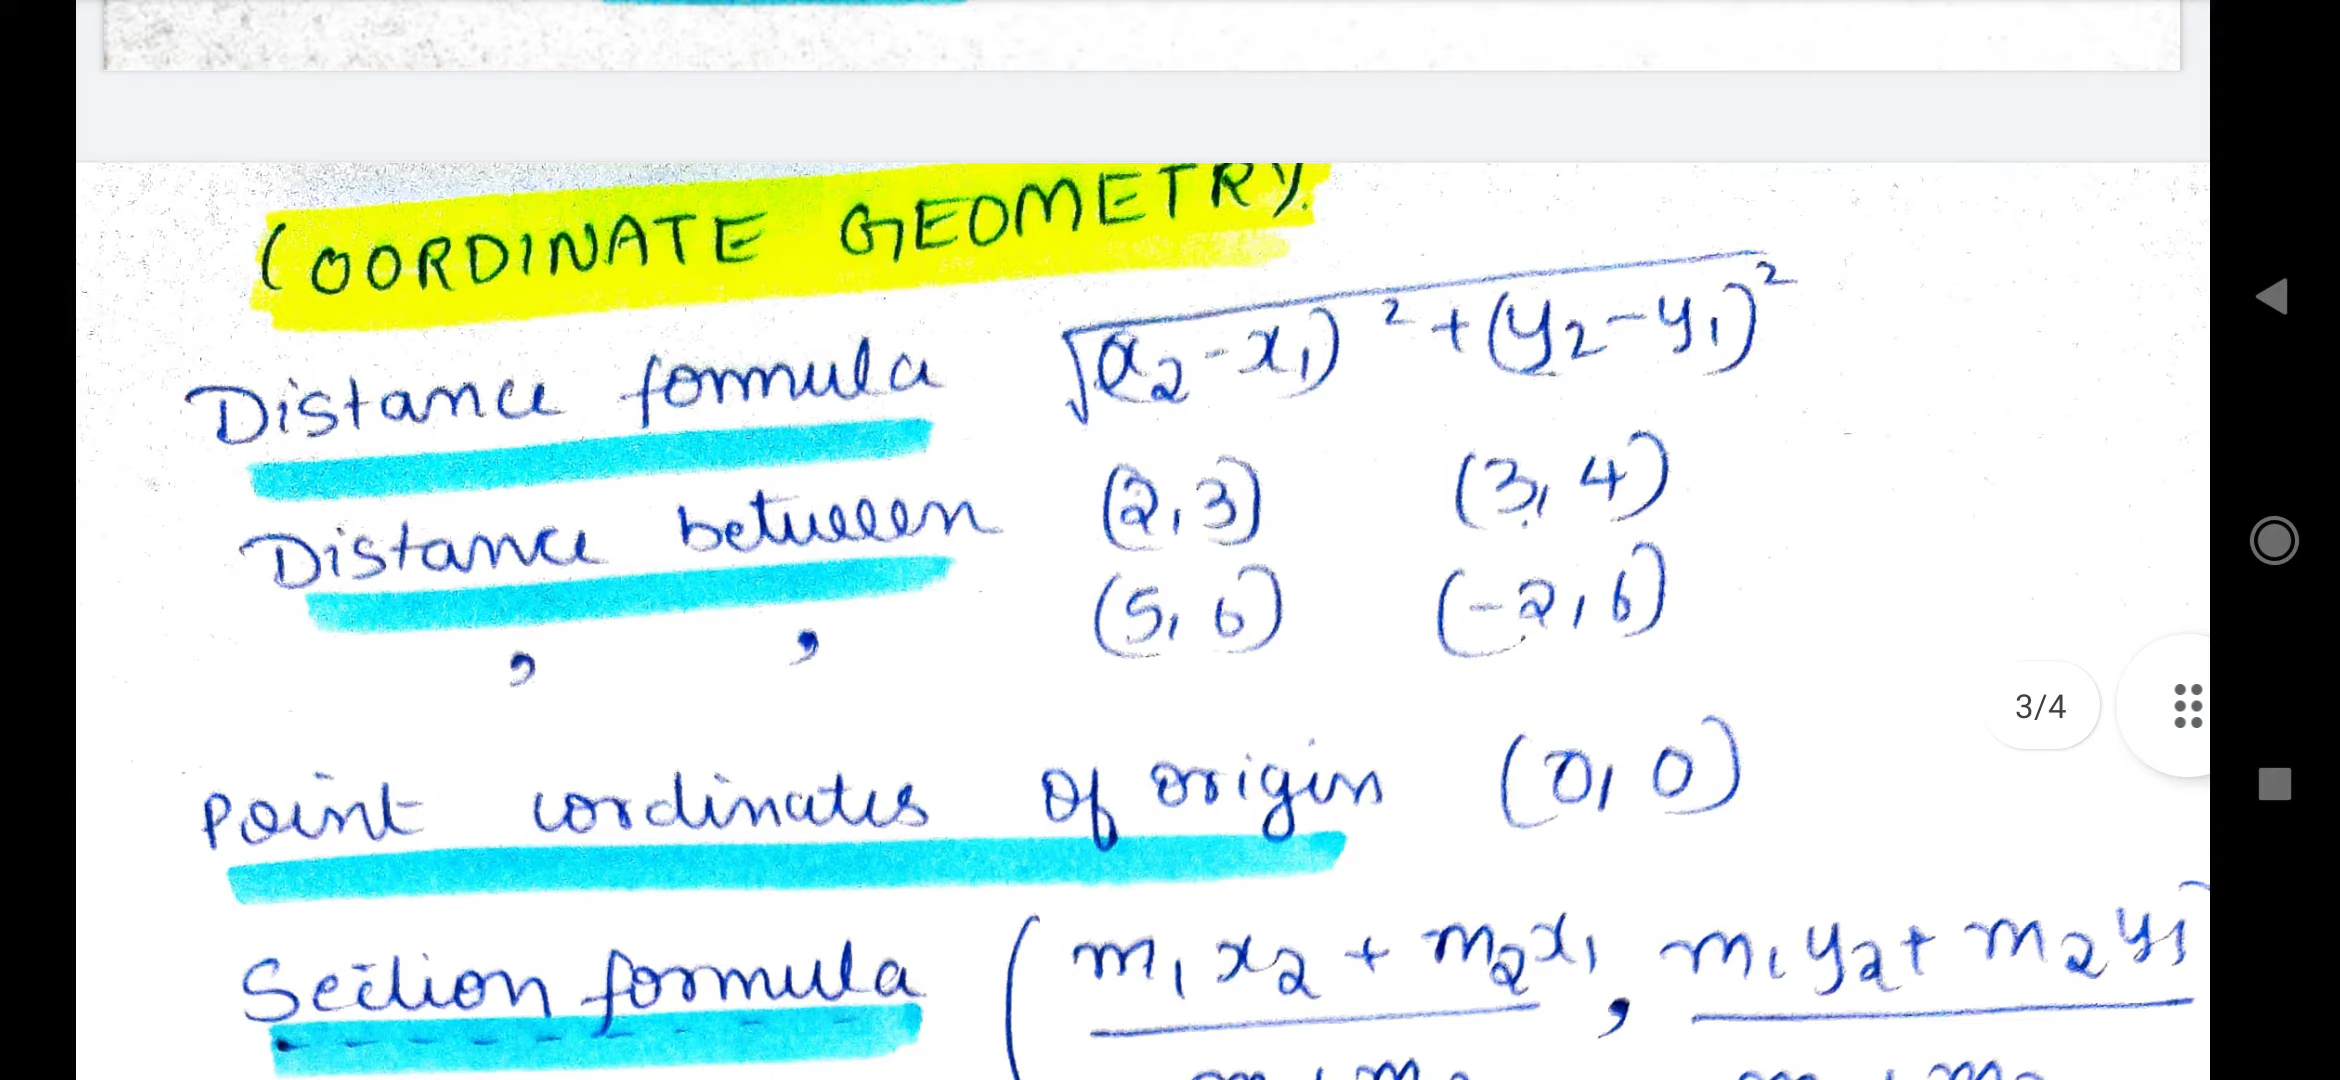 COORDINATE GEOMETRY.
Distance formula √(x₂-x₁)² + (y₂-y₁)²
Distance between (2,3) (3,4)
, , (5,6) (-2,6)
3/4
Point cordinates of origin (0,0)
Section formula ( m₁x₂ + m₂x₁ , m₁y₂ + m₂y₁